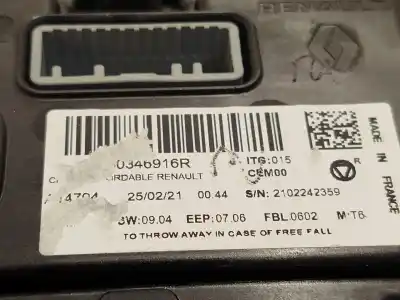 RENAULT
0346916R
ITG:015
RDABLE RENAULT
CEM00
R
4704 25/02/21 00.44 S/N: 2102242359
SW:09.04 EEP:07.06 FBL:0602 M:T6
TO THROW AWAY IN CASE OF FREE FALL
MADE IN FRANCE